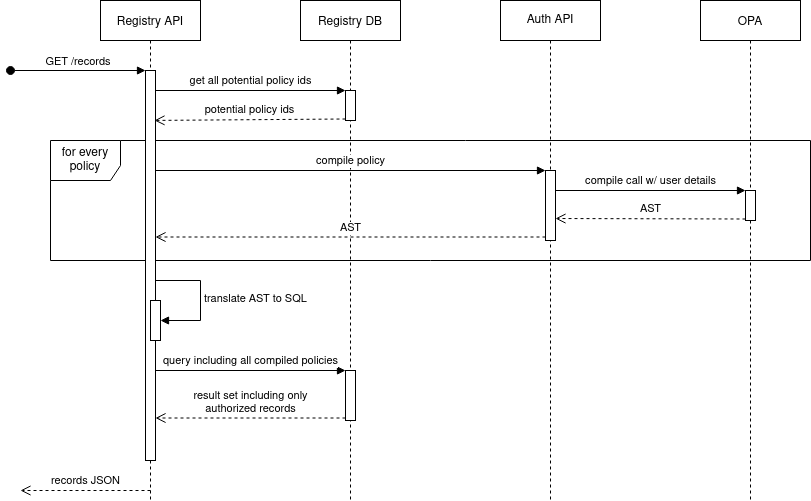 Registry API
Registry DB
Auth API
OPA
GET /records
get all potential policy ids
potential policy ids
for every
policy
compile policy
compile call w/ user details
AST
AST
translate AST to SQL
query including all compiled policies
result set including only
authorized records
records JSON